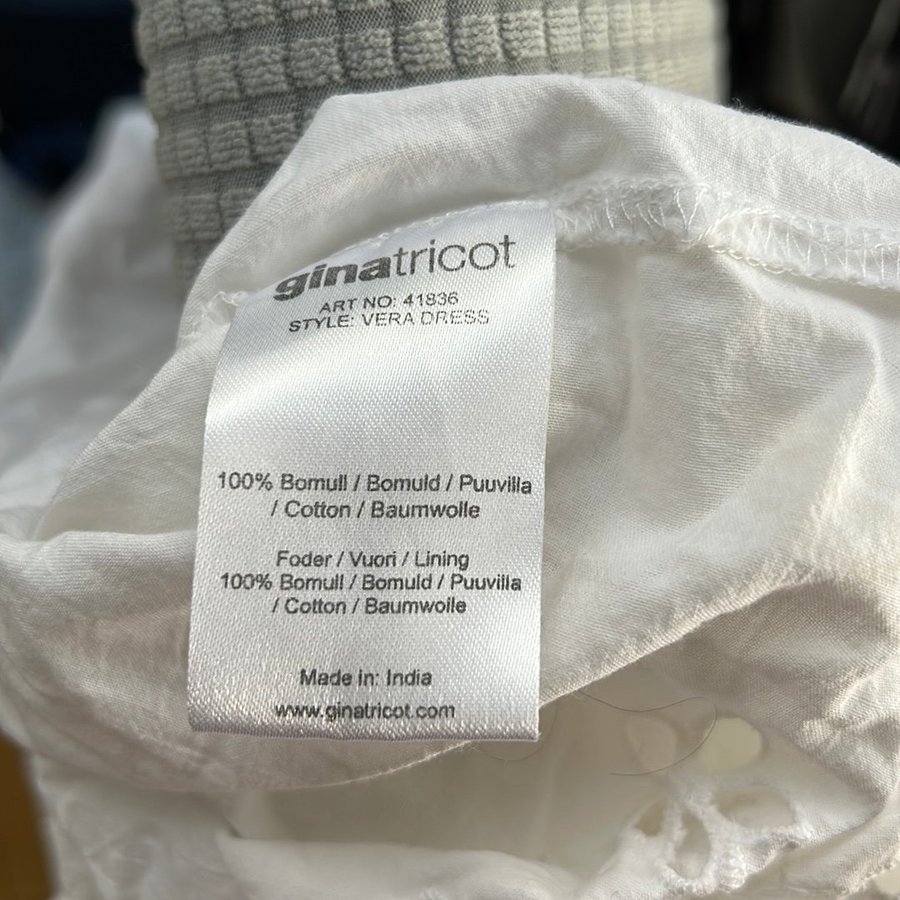 ginatricot
ART NO: 41836
STYLE: VERA DRESS
100% Bomull / Bomuld / Puuvilla
/ Cotton / Baumwolle
Foder / Vuori / Lining
100% Bomull / Bomuld / Puuvilla
/ Cotton / Baumwolle
Made in: India
www.ginatricot.com